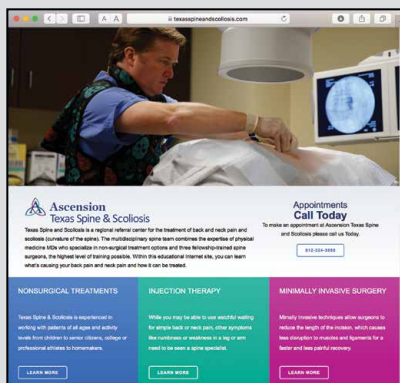 A A
texasspineandscoliosis.com
Ascension
Texas Spine & Scoliosis
Texas Spine and Scoliosis is a regional referral center for the treatment of back and neck pain and
scoliosis (curvature of the spine). The multidisciplinary spine team combines the expertise of physical
medicine MDs who specialize in non-surgical treatment options and three fellowship-trained spine
surgeons, the highest level of training possible. Within this educational Internet site, you can learn
what's causing your back pain and neck pain and how it can be treated.
Appointments
Call Today
To make an appointment at Ascension Texas Spine
and Scoliosis please call us Today.
512-324-3580
NONSURGICAL TREATMENTS
Texas Spine & Scoliosis is experienced in
working with patients of all ages and activity
levels from children to senior citizens, college or
professional athletes to homemakers.
LEARN MORE
INJECTION THERAPY
While you may be able to use watchful waiting
for simple back or neck pain, other symptoms
like numbness or weakness in a leg or arm
need to be seen a spine specialist.
LEARN MORE
MINIMALLY INVASIVE SURGERY
Minimally invasive techniques allow surgeons to
reduce the length of the incision, which causes
less disruption to muscles and ligaments for a
faster and less painful recovery.
LEARN MORE